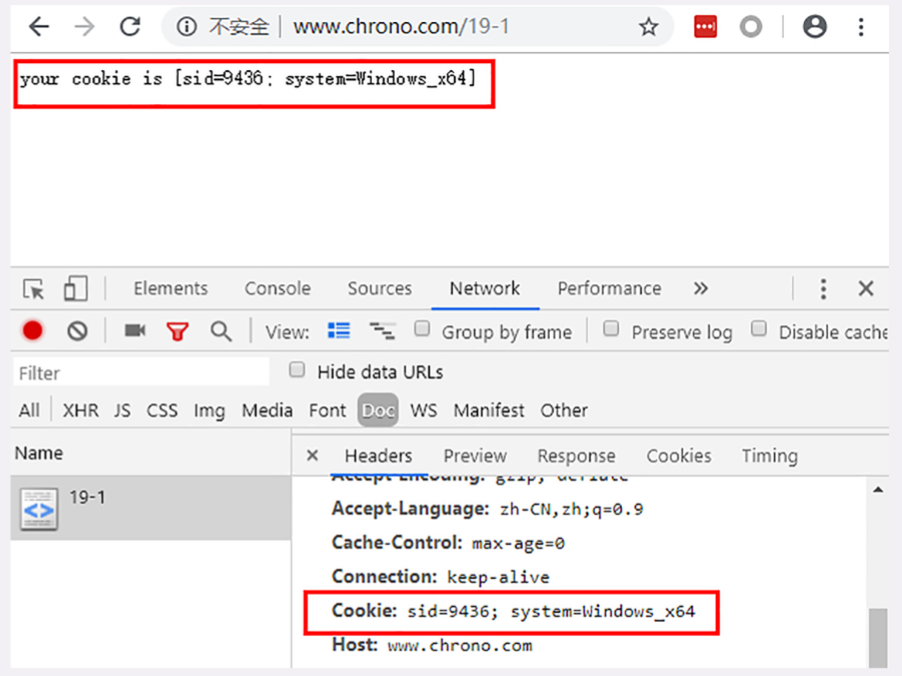 不安全 | www.chrono.com/19-1
your cookie is [sid=9436; system=Windows_x64]
Elements Console Sources Network Performance »
View: Group by frame Preserve log Disable cache
Filter Hide data URLs
All XHR JS CSS Img Media Font Doc WS Manifest Other
Name × Headers Preview Response Cookies Timing
19-1
Accept-Encoding: gzip, deflate
Accept-Language: zh-CN,zh;q=0.9
Cache-Control: max-age=0
Connection: keep-alive
Cookie: sid=9436; system=Windows_x64
Host: www.chrono.com